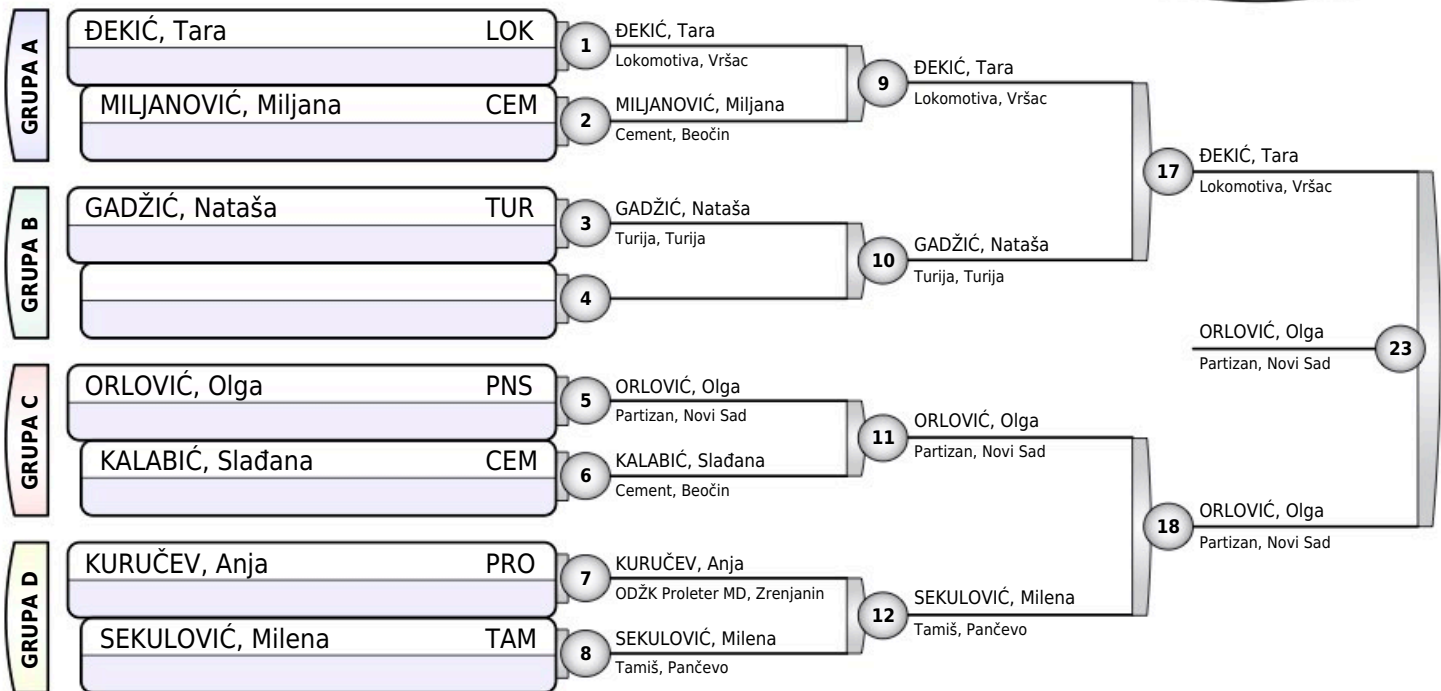 GRUPA A
ĐEKIĆ, Tara LOK
MILJANOVIĆ, Miljana CEM
GRUPA B
GADŽIĆ, Nataša TUR
GRUPA C
ORLOVIĆ, Olga PNS
KALABIĆ, Slađana CEM
GRUPA D
KURUČEV, Anja PRO
SEKULOVIĆ, Milena TAM
1
ĐEKIĆ, Tara
Lokomotiva, Vršac
2
MILJANOVIĆ, Miljana
Cement, Beočin
3
GADŽIĆ, Nataša
Turija, Turija
4
5
ORLOVIĆ, Olga
Partizan, Novi Sad
6
KALABIĆ, Slađana
Cement, Beočin
7
KURUČEV, Anja
ODŽK Proleter MD, Zrenjanin
8
SEKULOVIĆ, Milena
Tamiš, Pančevo
9
ĐEKIĆ, Tara
Lokomotiva, Vršac
10
GADŽIĆ, Nataša
Turija, Turija
11
ORLOVIĆ, Olga
Partizan, Novi Sad
12
SEKULOVIĆ, Milena
Tamiš, Pančevo
17
ĐEKIĆ, Tara
Lokomotiva, Vršac
18
ORLOVIĆ, Olga
Partizan, Novi Sad
ORLOVIĆ, Olga
Partizan, Novi Sad
23